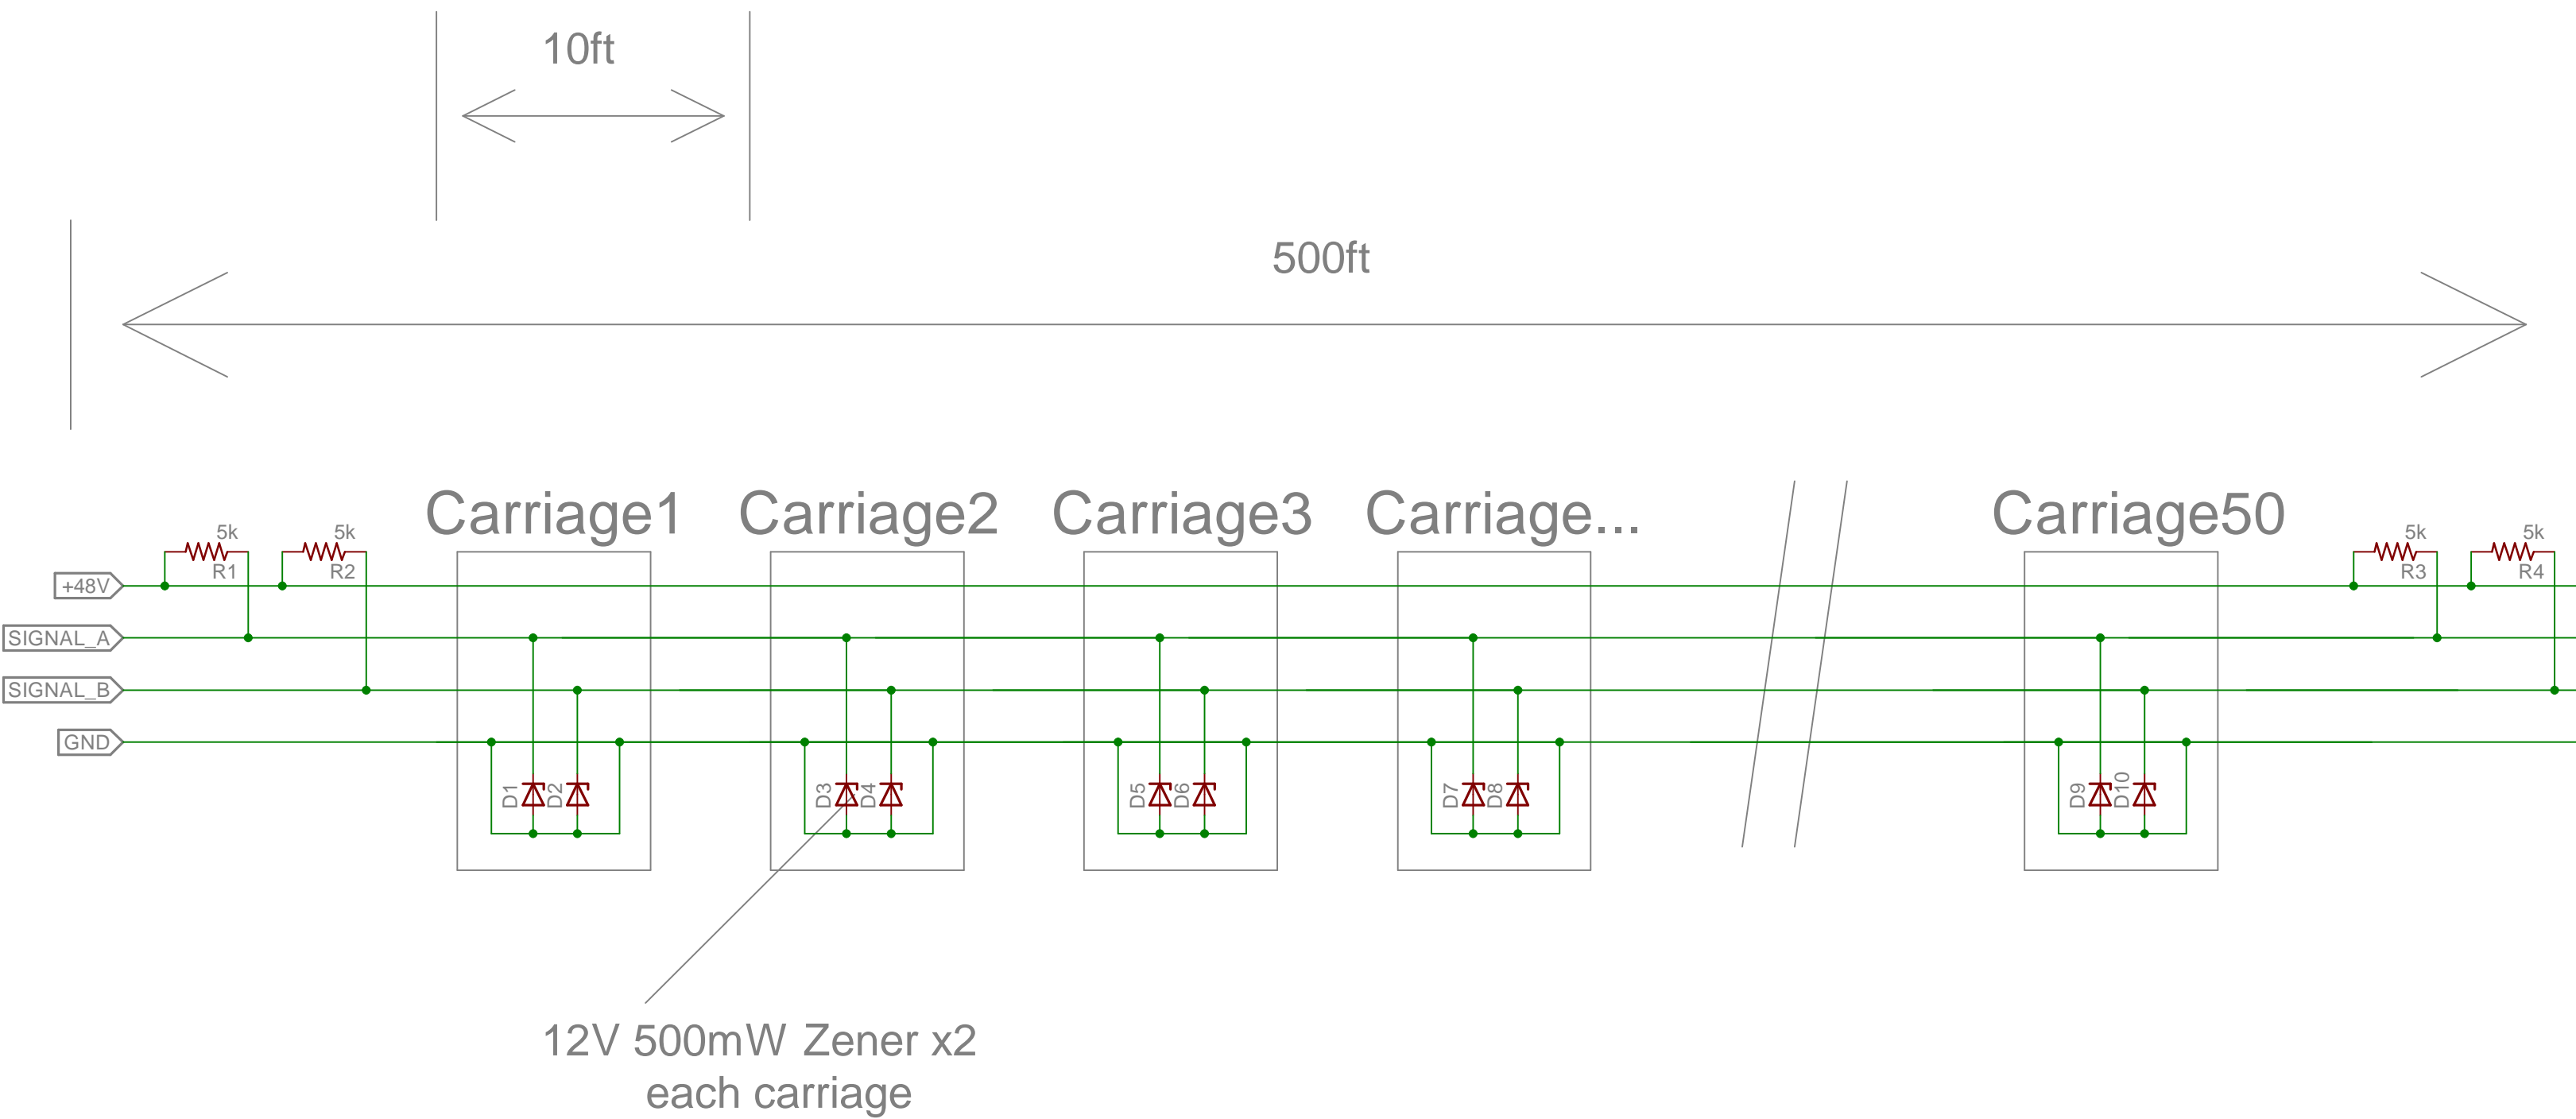 10ft
500ft
Carriage1
Carriage2
Carriage3
Carriage...
Carriage50
5k
R1
5k
R2
5k
R3
5k
R4
+48V
SIGNAL_A
SIGNAL_B
GND
D1
D2
D3
D4
D5
D6
D7
D8
D9
D10
12V 500mW Zener x2
each carriage